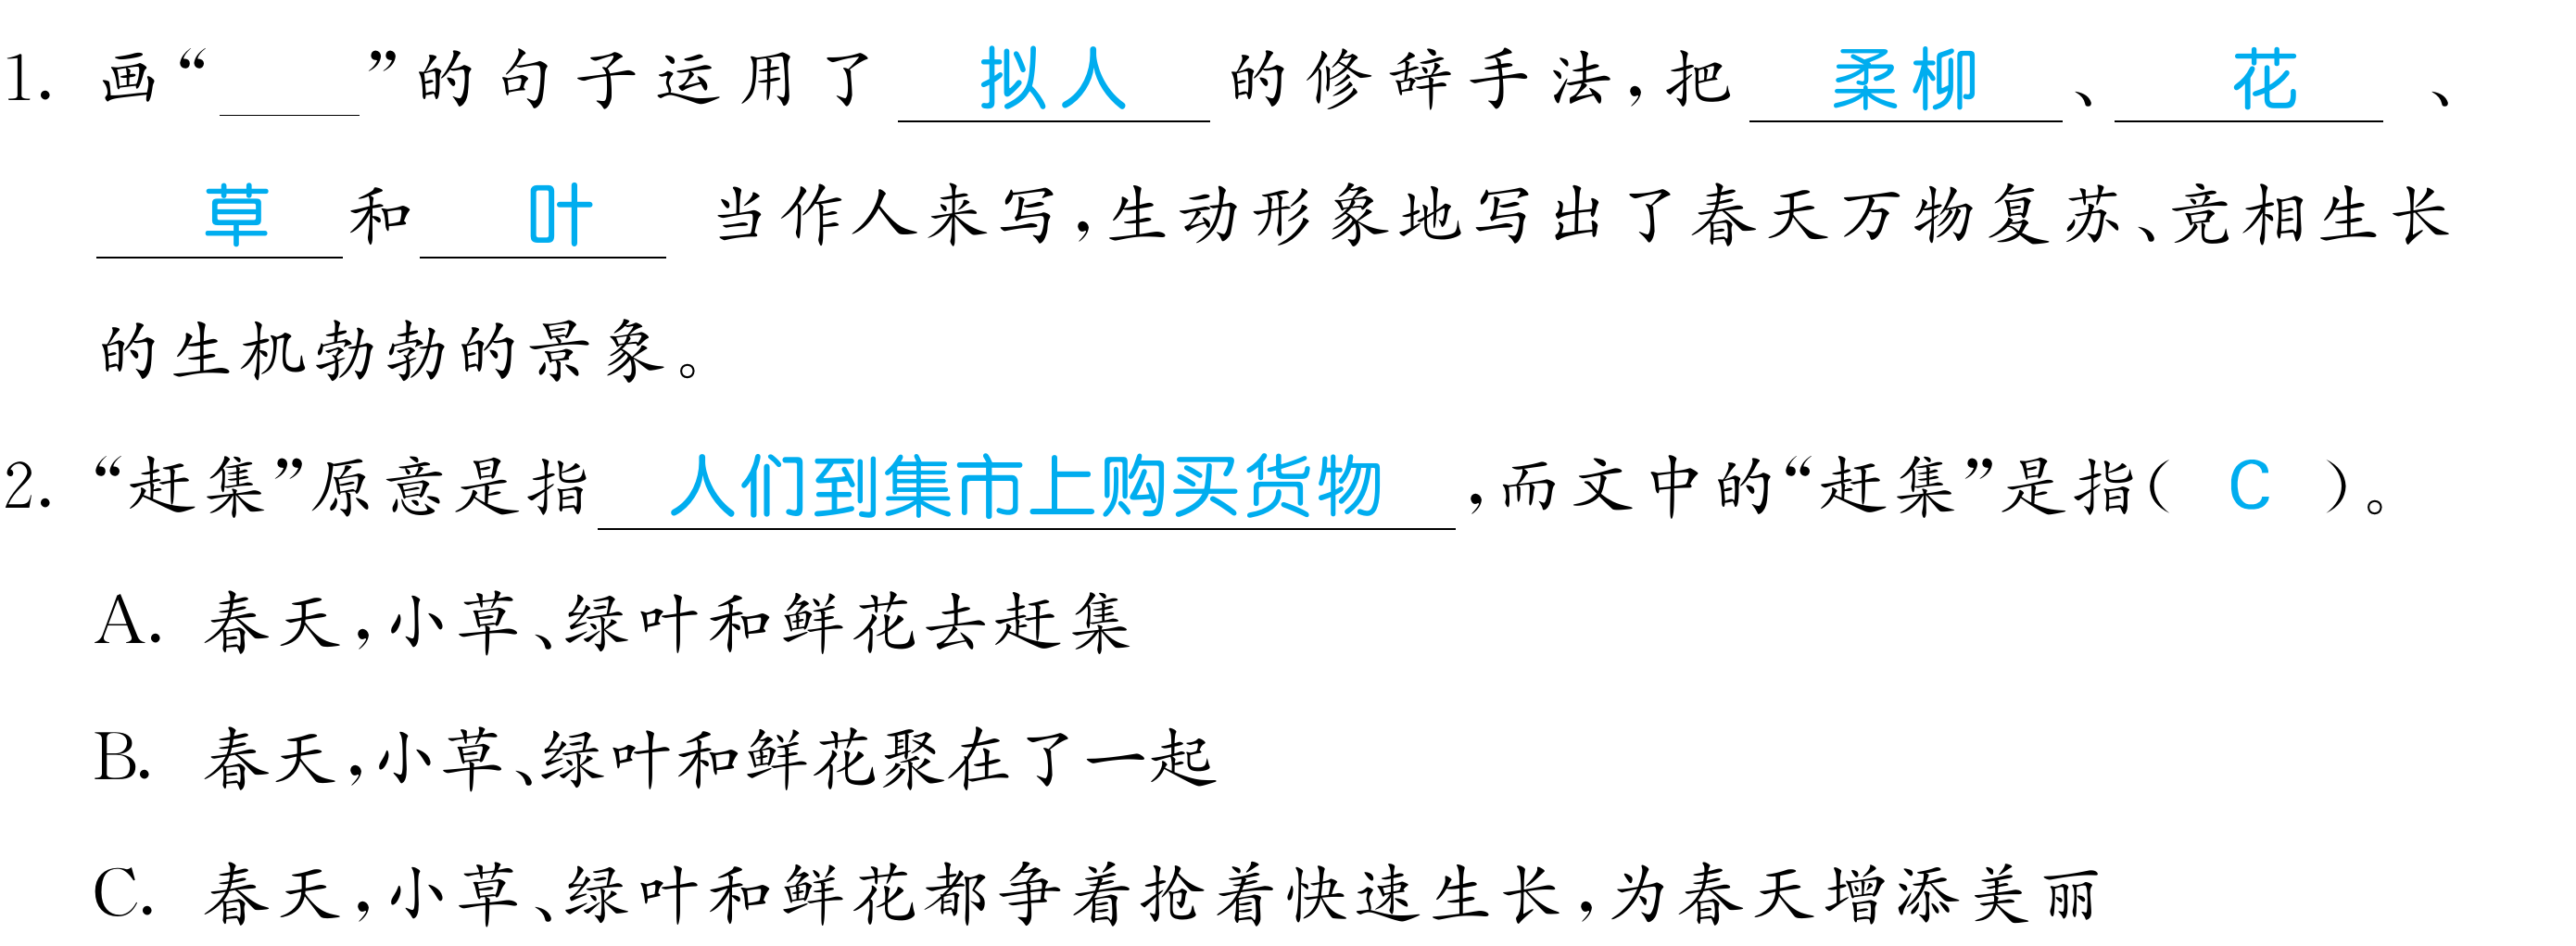 1. 画“____”的句子运用了 拟人 的修辞手法,把 柔柳 、 花 、
草 和 叶 当作人来写,生动形象地写出了春天万物复苏、竞相生长
的生机勃勃的景象。
2. “赶集”原意是指 人们到集市上购买货物 ,而文中的“赶集”是指( C )。
A. 春天,小草、绿叶和鲜花去赶集
B. 春天,小草、绿叶和鲜花聚在了一起
C. 春天,小草、绿叶和鲜花都争着抢着快速生长,为春天增添美丽